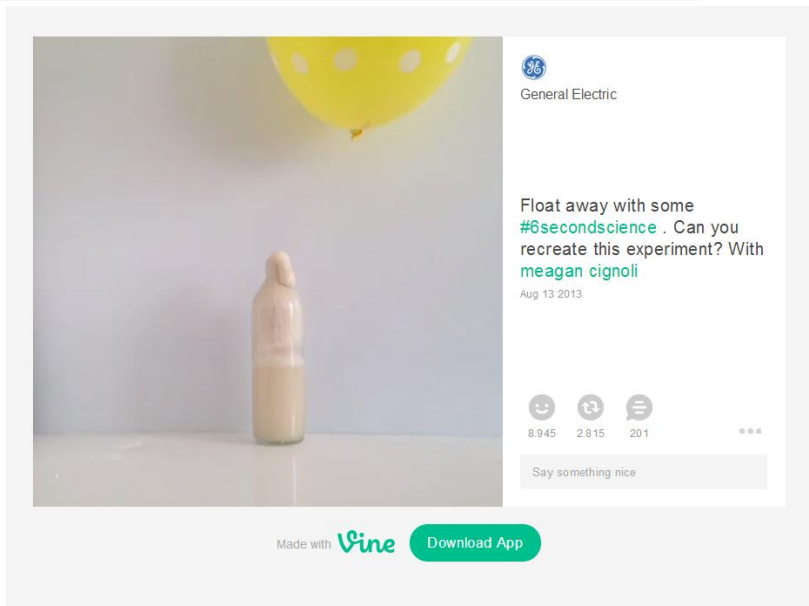 General Electric
Float away with some
#6secondscience . Can you
recreate this experiment? With
meagan cignoli
Aug 13 2013
8.945 2.815 201
Say something nice
Made with Vine Download App